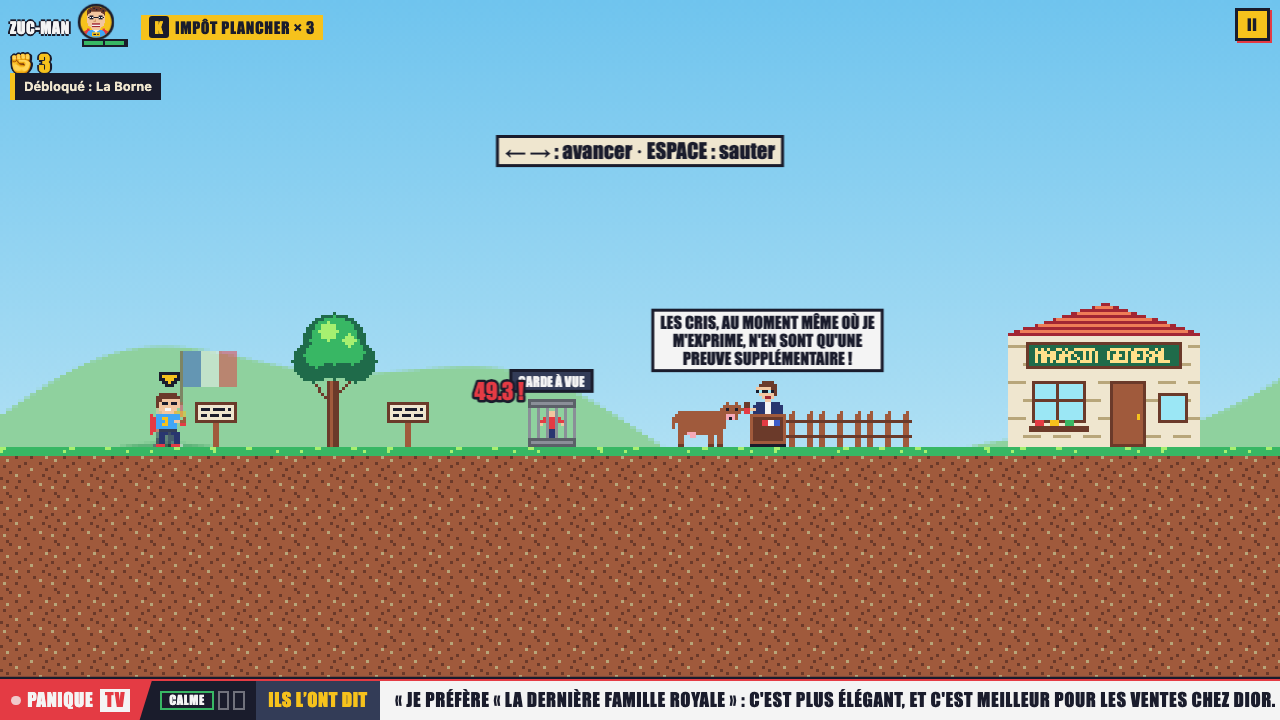 ZUC-MAN
K IMPÔT PLANCHER × 3
3
Débloqué : La Borne
←→ : avancer · ESPACE : sauter
LES CRIS, AU MOMENT MÊME OÙ JE
M'EXPRIME, N'EN SONT QU'UNE
PREUVE SUPPLÉMENTAIRE !
49.3 !
GARDE À VUE
MAGASIN GENERAL
PANIQUE TV
CALME
ILS L'ONT DIT
« JE PRÉFÈRE « LA DERNIÈRE FAMILLE ROYALE » : C'EST PLUS ÉLÉGANT, ET C'EST MEILLEUR POUR LES VENTES CHEZ DIOR.